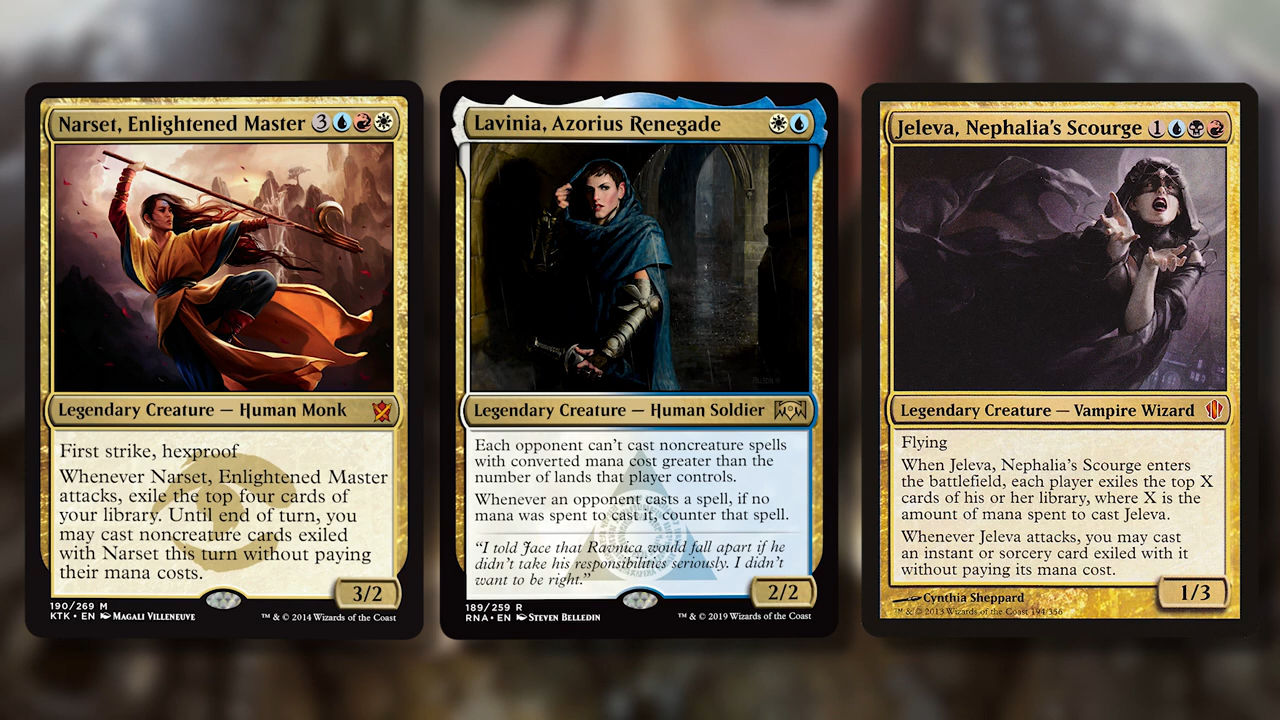 Narset, Enlightened Master 3
Legendary Creature — Human Monk
First strike, hexproof
Whenever Narset, Enlightened Master
attacks, exile the top four cards of
your library. Until end of turn, you
may cast noncreature cards exiled
with Narset this turn without paying
their mana costs.
3/2
190/269 M
KTK • EN Magali Villeneuve
™ & © 2014 Wizards of the Coast
Lavinia, Azorius Renegade
Legendary Creature — Human Soldier
Each opponent can't cast noncreature spells
with converted mana cost greater than the
number of lands that player controls.
Whenever an opponent casts a spell, if no
mana was spent to cast it, counter that spell.
“I told Jace that Ravnica would fall apart if he
didn't take his responsibilities seriously. I didn't
want to be right.”
2/2
189/259 R
RNA • EN Steven Belledin
™ & © 2019 Wizards of the Coast
Jeleva, Nephalia's Scourge 1
Legendary Creature — Vampire Wizard
Flying
When Jeleva, Nephalia's Scourge enters
the battlefield, each player exiles the top X
cards of his or her library, where X is the
amount of mana spent to cast Jeleva.
Whenever Jeleva attacks, you may cast
an instant or sorcery card exiled with it
without paying its mana cost.
1/3
Cynthia Sheppard
™ & © 2013 Wizards of the Coast 194/356